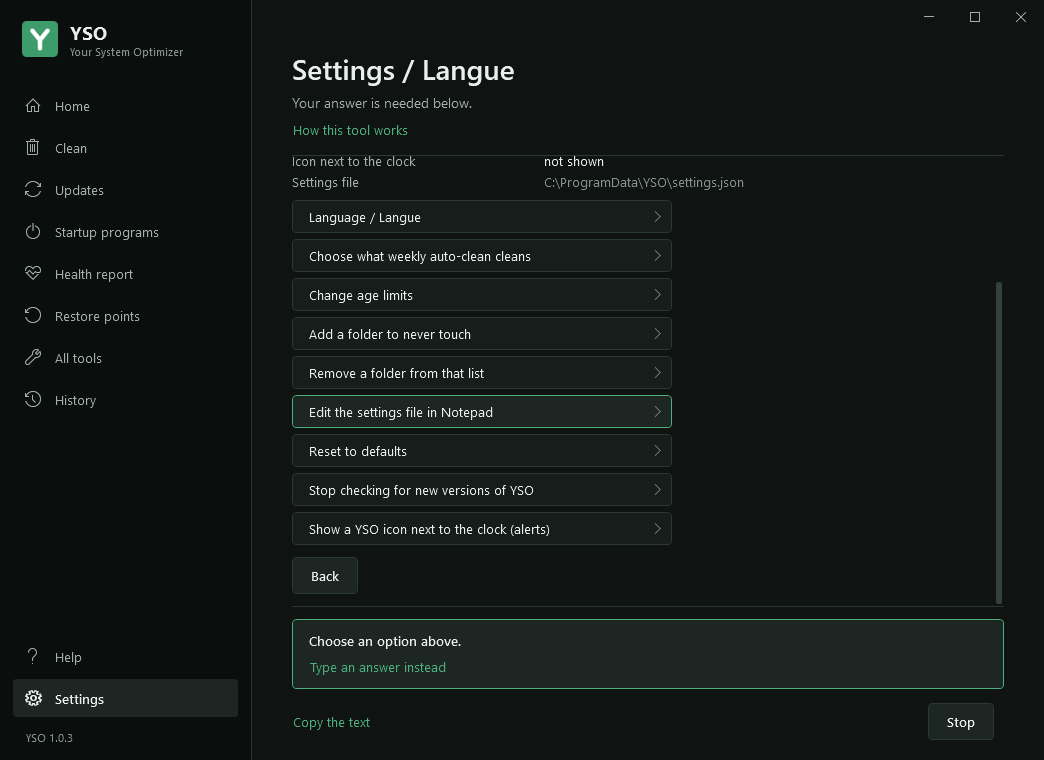 Y
YSO
Your System Optimizer
Home
Clean
Updates
Startup programs
Health report
Restore points
All tools
History
Help
Settings
YSO 1.0.3
Settings / Langue
Your answer is needed below.
How this tool works
Icon next to the clock not shown
Settings file C:\ProgramData\YSO\settings.json
Language / Langue
Choose what weekly auto-clean cleans
Change age limits
Add a folder to never touch
Remove a folder from that list
Edit the settings file in Notepad
Reset to defaults
Stop checking for new versions of YSO
Show a YSO icon next to the clock (alerts)
Back
Choose an option above.
Type an answer instead
Copy the text
Stop